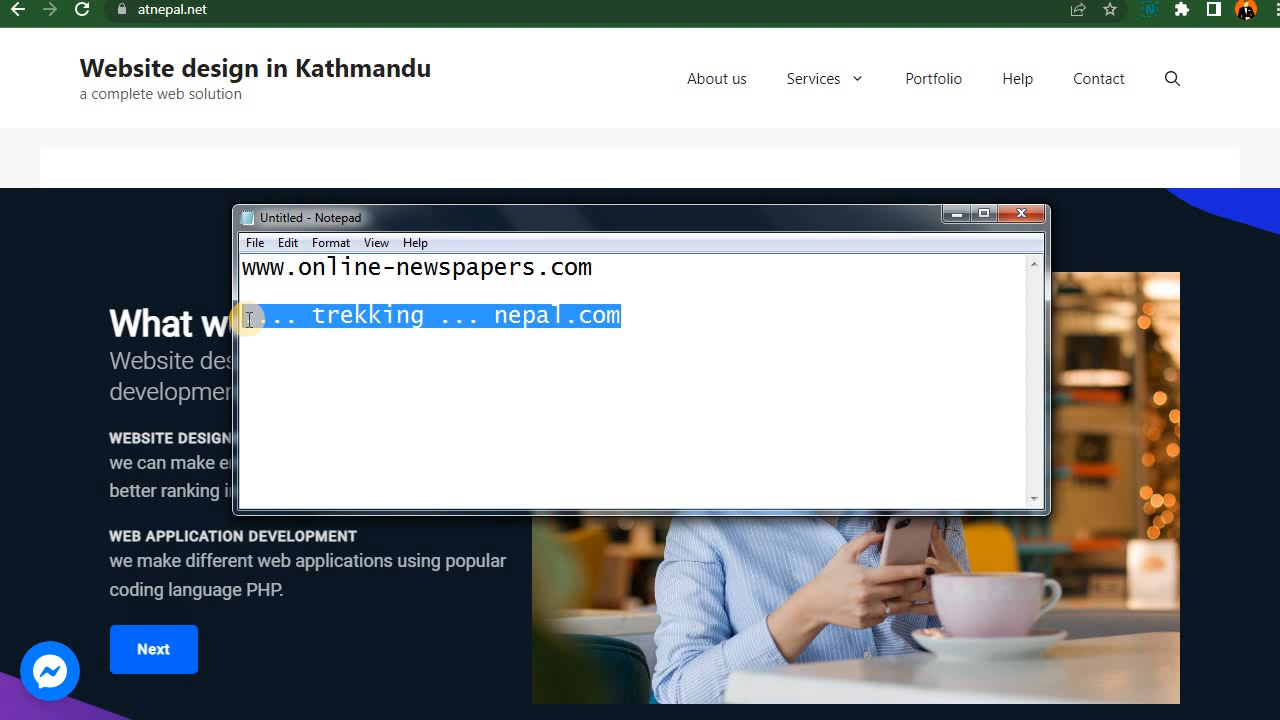 atnepal.net
Website design in Kathmandu
a complete web solution
About us Services Portfolio Help Contact
Untitled - Notepad
File Edit Format View Help
www.online-newspapers.com
... trekking ... nepal.com
What
Website
WEBSITE DESIGN
we can make
better ranking
WEB APPLICATION DEVELOPMENT
we make different web applications using popular
coding language PHP.
Next